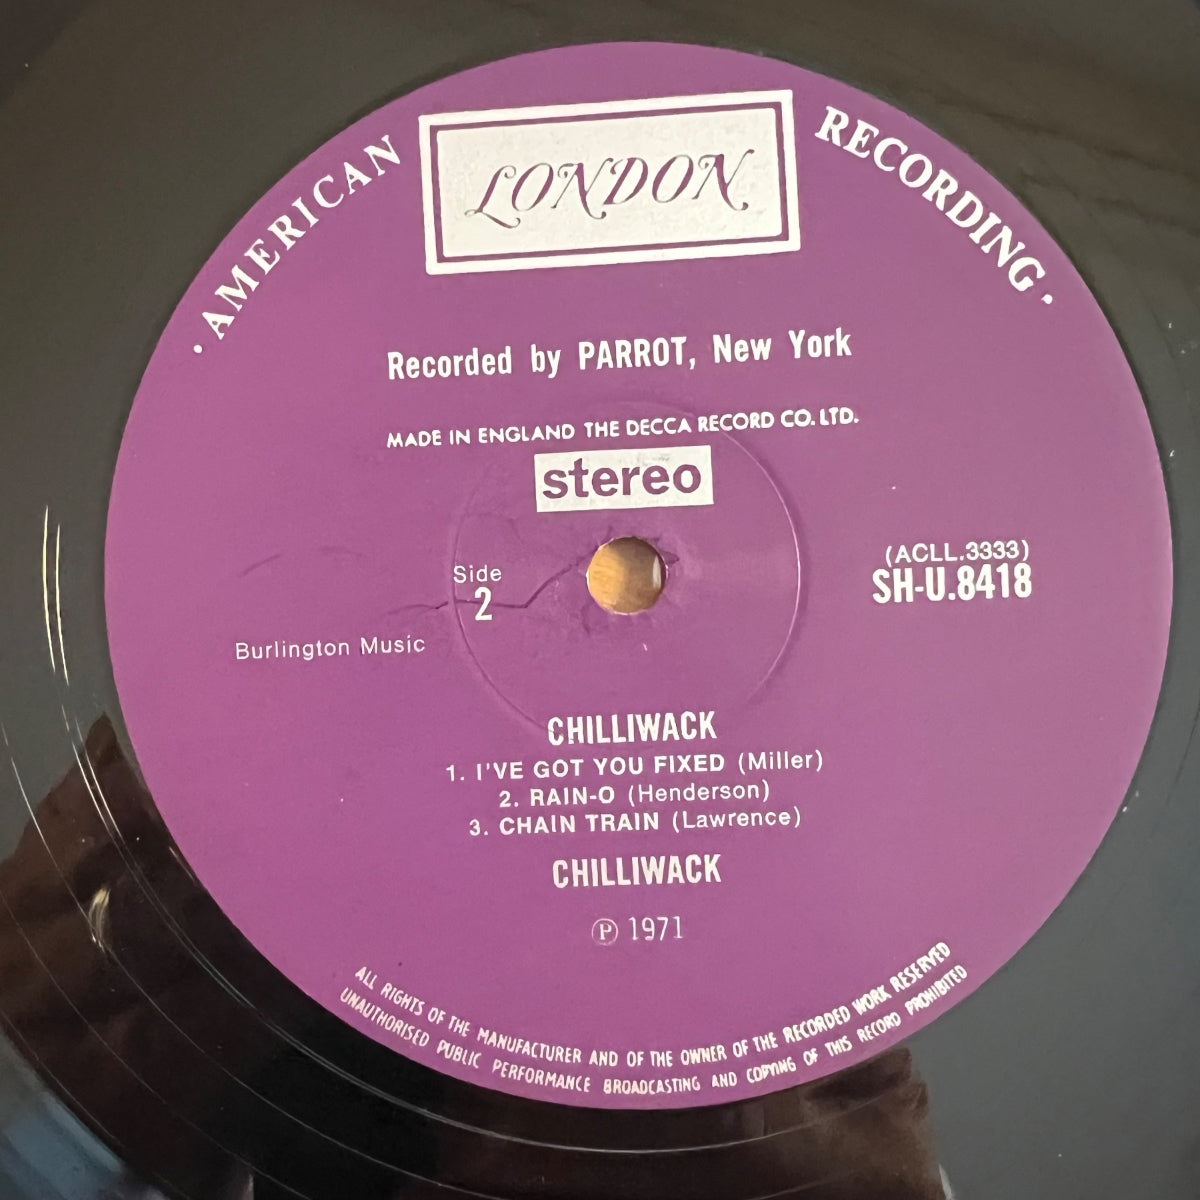 · AMERICAN RECORDING ·
LONDON
Recorded by PARROT, New York
MADE IN ENGLAND THE DECCA RECORD CO. LTD.
stereo
Side
2
(ACLL.3333)
SH-U.8418
Burlington Music
CHILLIWACK
1. I'VE GOT YOU FIXED (Miller)
2. RAIN-O (Henderson)
3. CHAIN TRAIN (Lawrence)
CHILLIWACK
Ⓟ 1971
ALL RIGHTS OF THE MANUFACTURER AND OF THE OWNER OF THE RECORDED WORK RESERVED
UNAUTHORISED PUBLIC PERFORMANCE BROADCASTING AND COPYING OF THIS RECORD PROHIBITED